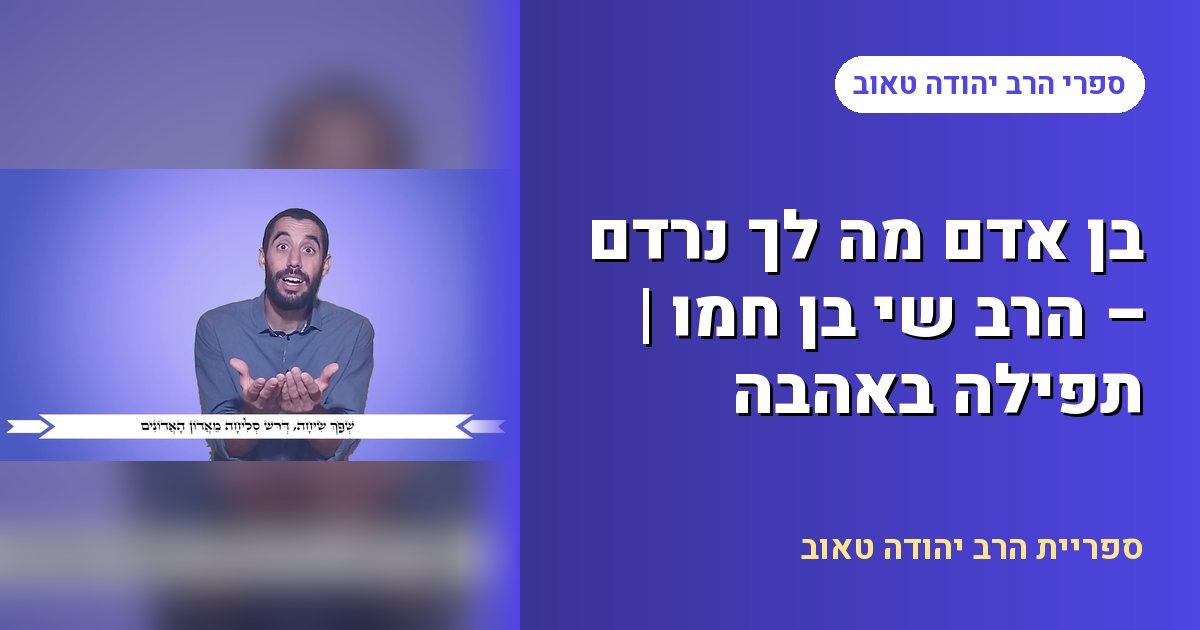 ספרי הרב יהודה טאוב
בן אדם מה לך נרדם
– הרב שי בן חמו |
תפילה באהבה
שְׁפֹךְ שִׂיחָה, דְּרֹשׁ סְלִיחָה מֵאֲדוֹן הָאֲדוֹנִים
ספריית הרב יהודה טאוב